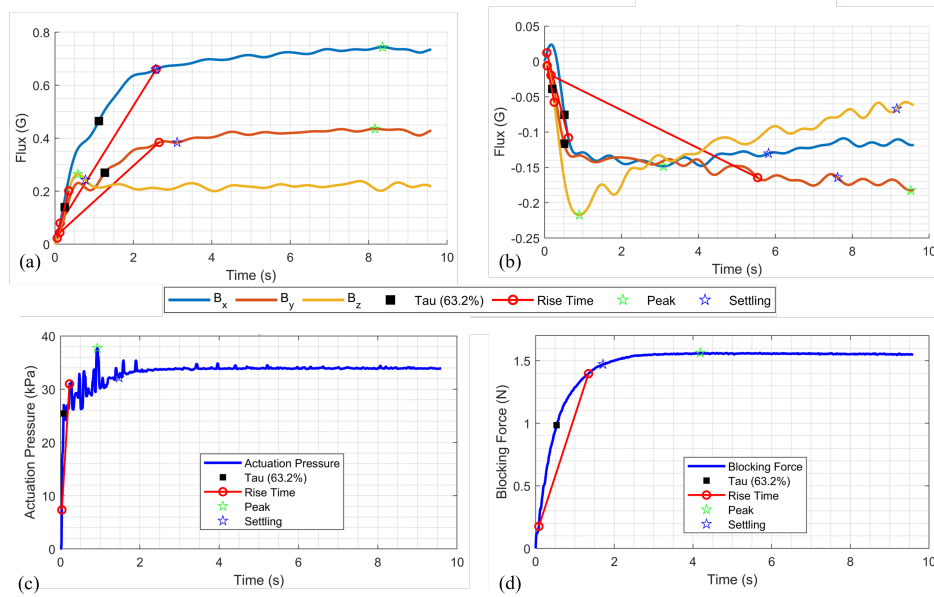 0.8
0.6
0.4
0.2
0
Flux (G)
0 2 4 6 8 10
Time (s)
(a)
0.05
0
-0.05
-0.1
-0.15
-0.2
-0.25
Flux (G)
0 2 4 6 8 10
Time (s)
(b)
Bx By Bz Tau (63.2%) Rise Time Peak Settling
40
30
20
10
0
Actuation Pressure (kPa)
0 2 4 6 8 10
Time (s)
Actuation Pressure
Tau (63.2%)
Rise Time
Peak
Settling
(c)
1.5
1
0.5
0
Blocking Force (N)
0 2 4 6 8 10
Time (s)
Blocking Force
Tau (63.2%)
Rise Time
Peak
Settling
(d)